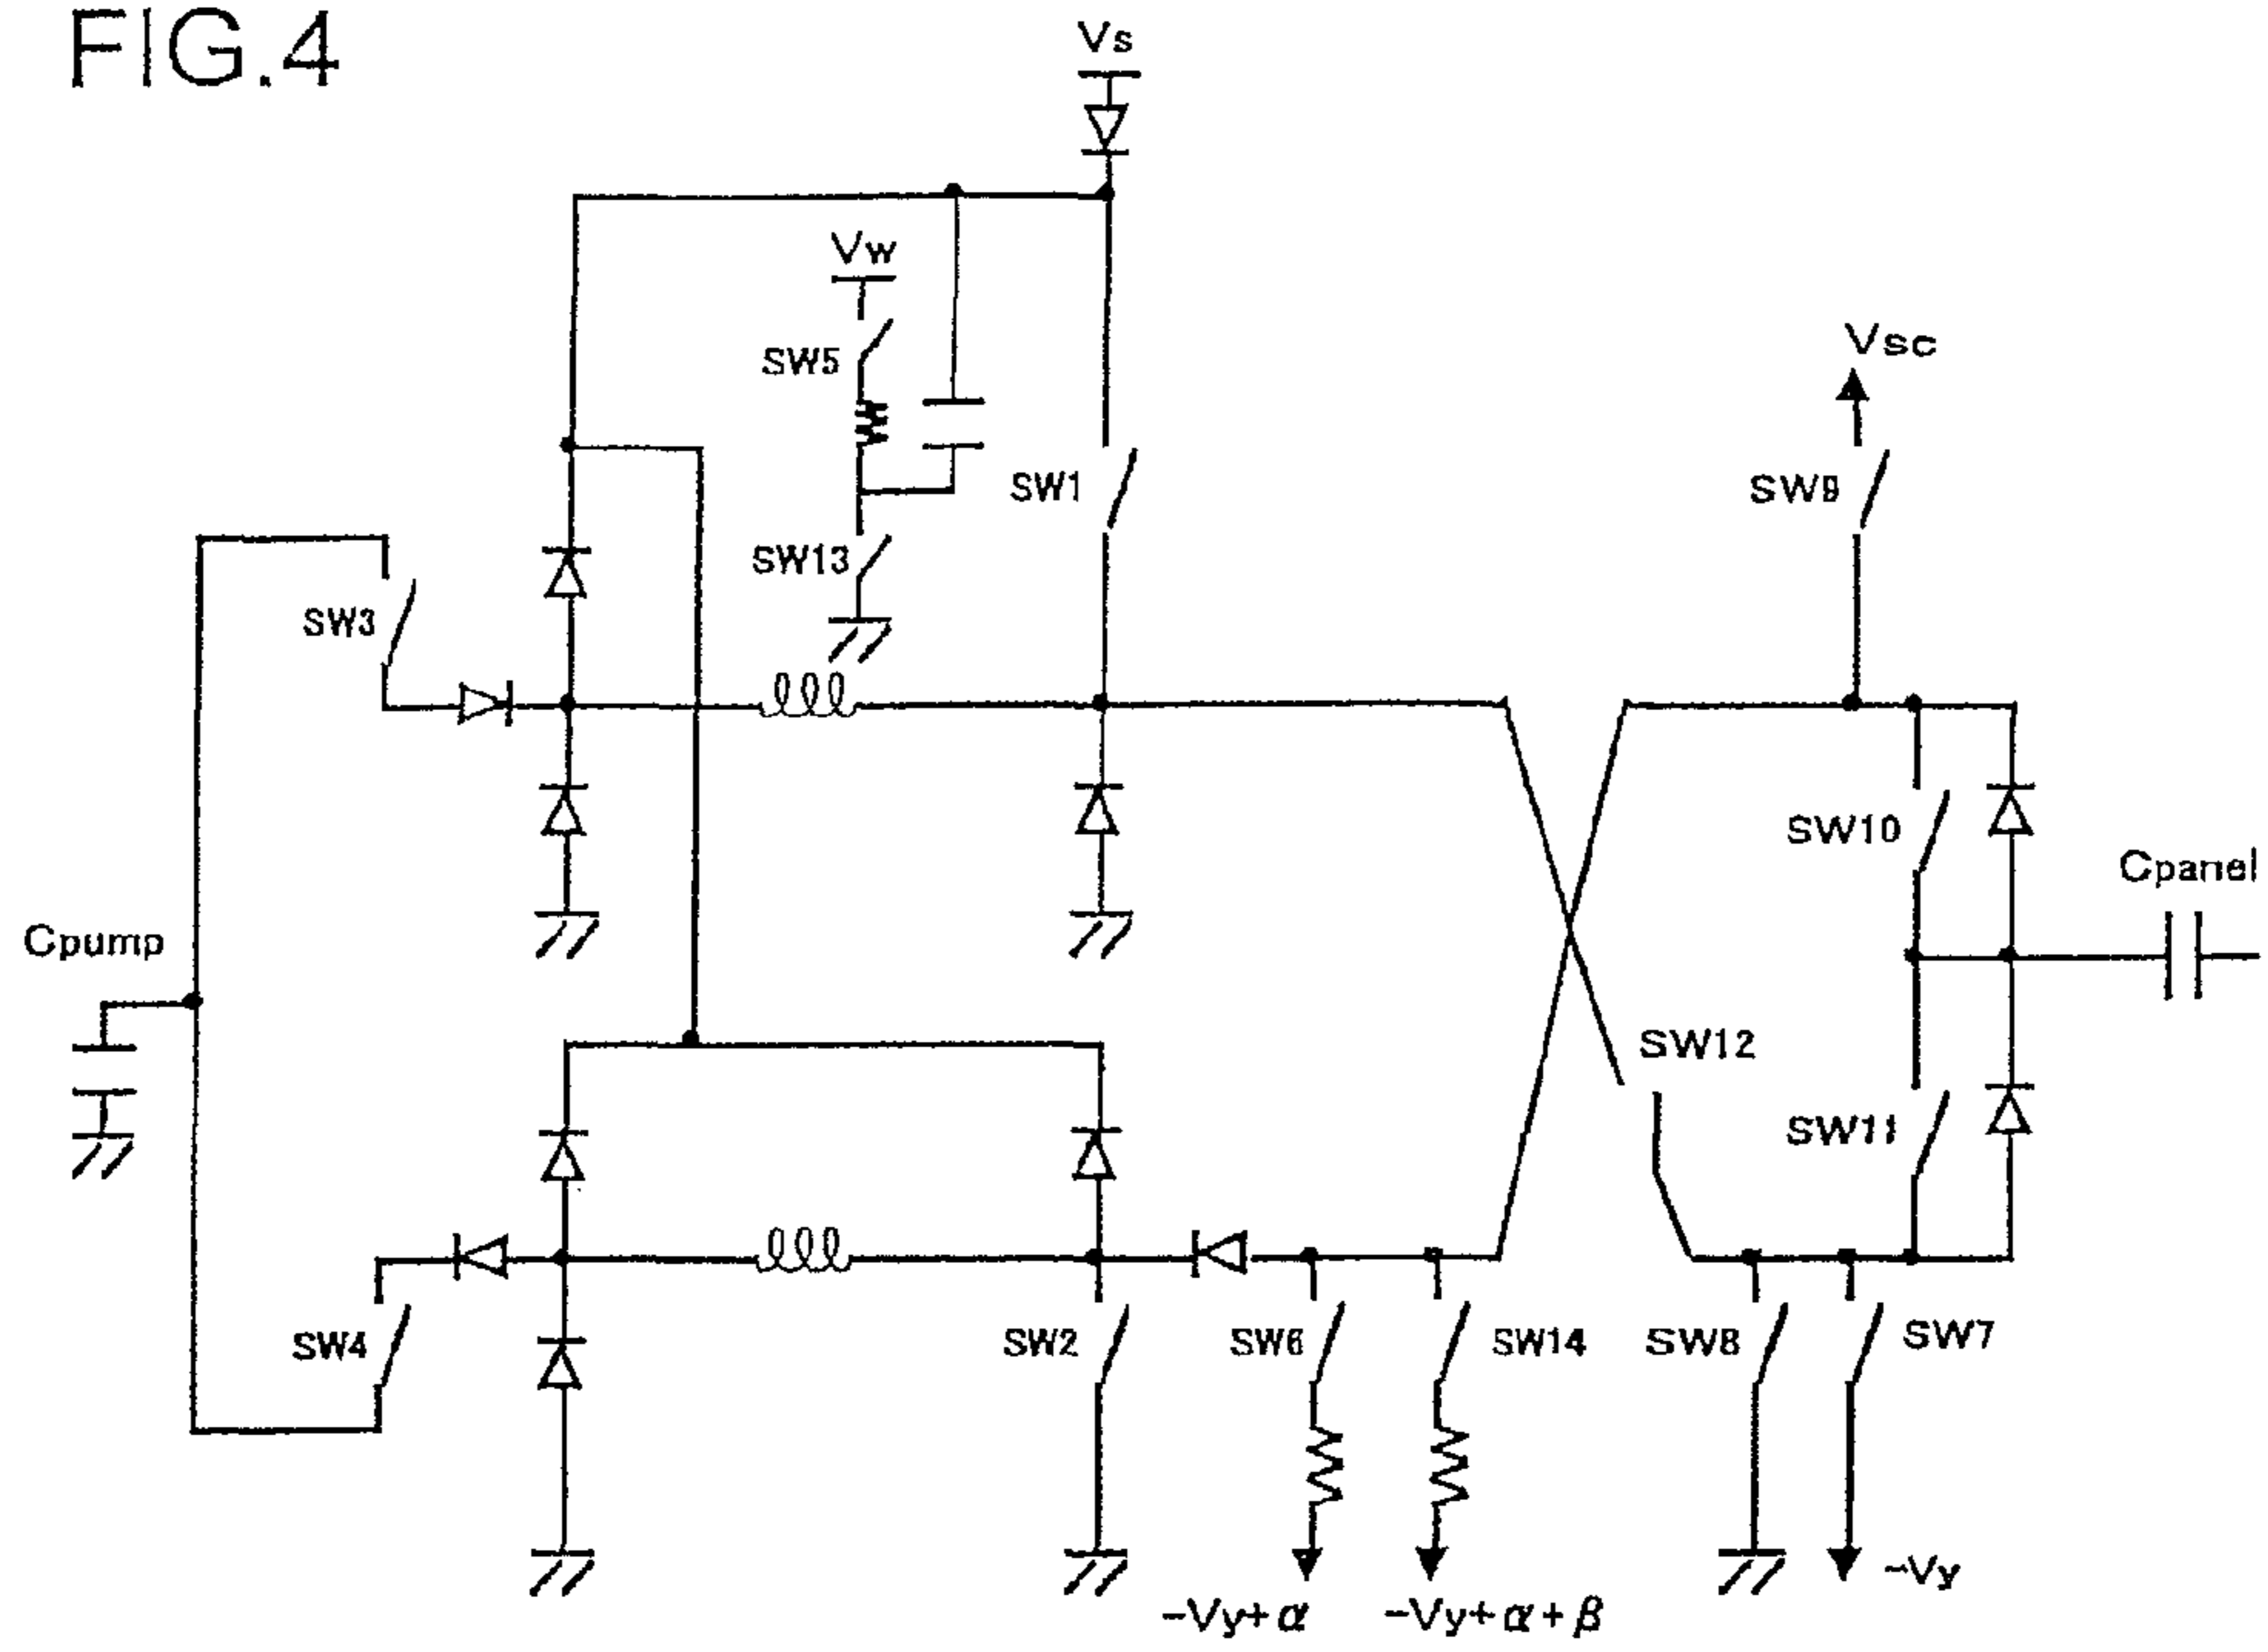 FIG.4
Vs
Vw
SW5
Vsc
SW1
SW9
SW13
SW3
SW10
Cpanel
Cpump
SW12
SW11
SW4
SW2
SW6
SW14
SW8
SW7
-Vy
-Vy+α
-Vy+α+β